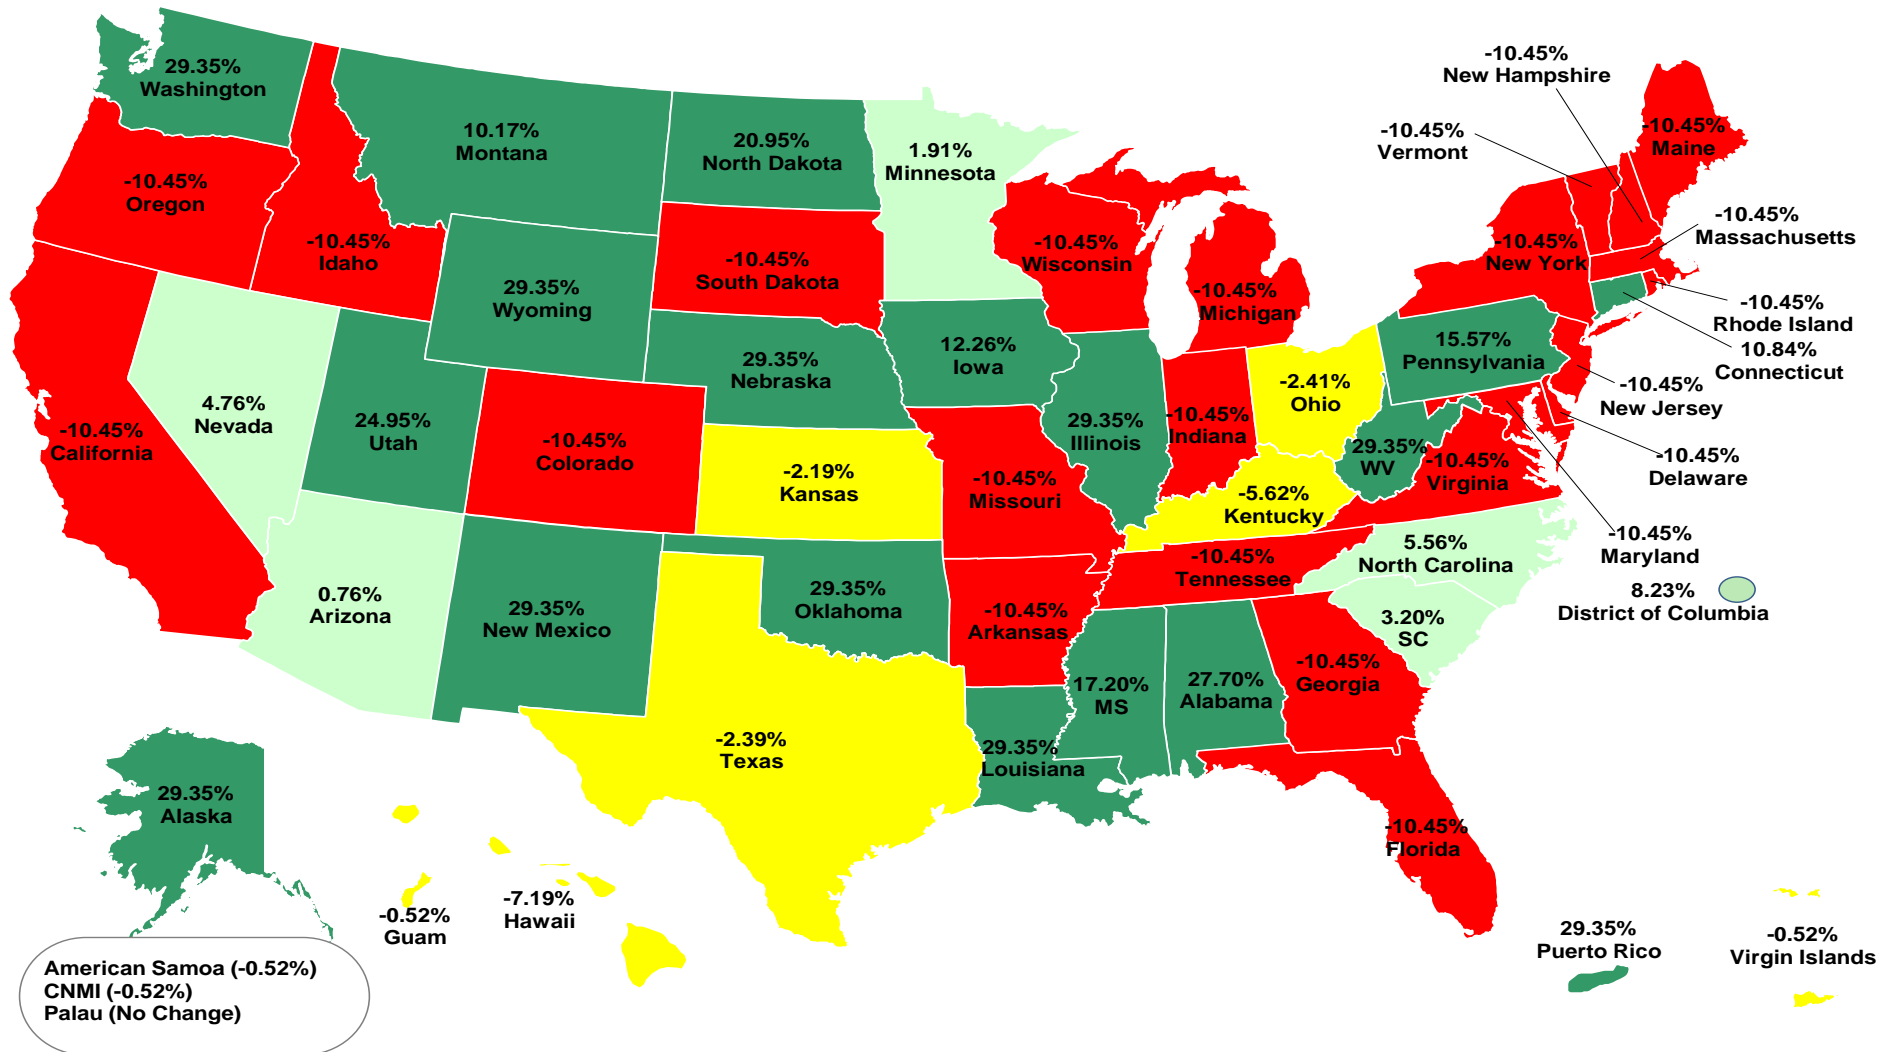 29.35%
Washington
-10.45%
Oregon
-10.45%
California
4.76%
Nevada
-10.45%
Idaho
10.17%
Montana
29.35%
Wyoming
24.95%
Utah
0.76%
Arizona
-10.45%
Colorado
29.35%
New Mexico
20.95%
North Dakota
-10.45%
South Dakota
29.35%
Nebraska
-2.19%
Kansas
29.35%
Oklahoma
-2.39%
Texas
1.91%
Minnesota
12.26%
Iowa
-10.45%
Missouri
-10.45%
Arkansas
29.35%
Louisiana
-10.45%
Wisconsin
29.35%
Illinois
-10.45%
Michigan
-10.45%
Indiana
-2.41%
Ohio
-5.62%
Kentucky
-10.45%
Tennessee
17.20%
MS
27.70%
Alabama
-10.45%
Georgia
-10.45%
Florida
3.20%
SC
5.56%
North Carolina
-10.45%
Virginia
29.35%
WV
15.57%
Pennsylvania
-10.45%
New York
-10.45%
Vermont
-10.45%
New Hampshire
-10.45%
Maine
-10.45%
Massachusetts
-10.45%
Rhode Island
10.84%
Connecticut
-10.45%
New Jersey
-10.45%
Delaware
-10.45%
Maryland
8.23%
District of Columbia
29.35%
Alaska
-0.52%
Guam
-7.19%
Hawaii
29.35%
Puerto Rico
-0.52%
Virgin Islands
American Samoa (-0.52%)
CNMI (-0.52%)
Palau (No Change)